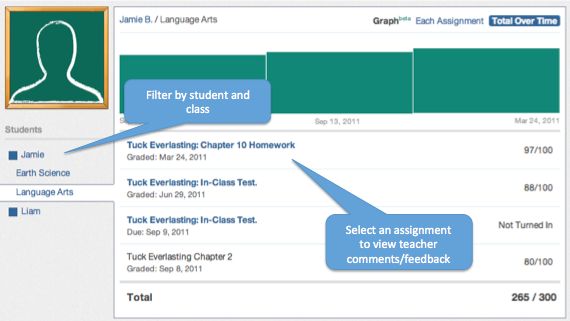 Jamie B. / Language Arts
Graph beta Each Assignment Total Over Time
Filter by student and
class
Sep 13, 2011
Mar 24, 2011
Students
Jamie
Earth Science
Language Arts
Liam
Tuck Everlasting: Chapter 10 Homework
Graded: Mar 24, 2011
97/100
Tuck Everlasting: In-Class Test.
Graded: Jun 29, 2011
88/100
Tuck Everlasting: In-Class Test.
Due: Sep 9, 2011
Not Turned In
Select an assignment
to view teacher
comments/feedback
Tuck Everlasting Chapter 2
Graded: Sep 8, 2011
80/100
Total
265 / 300